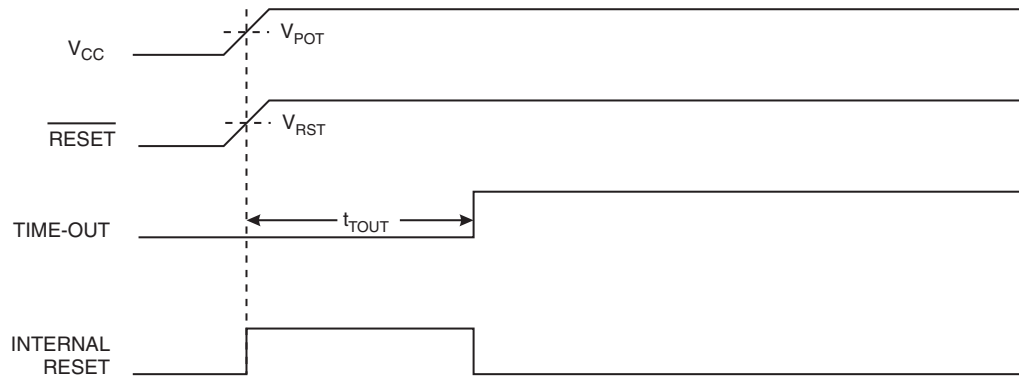 V_POT
V_CC
V_RST
RESET
t_TOUT
TIME-OUT
INTERNAL
RESET